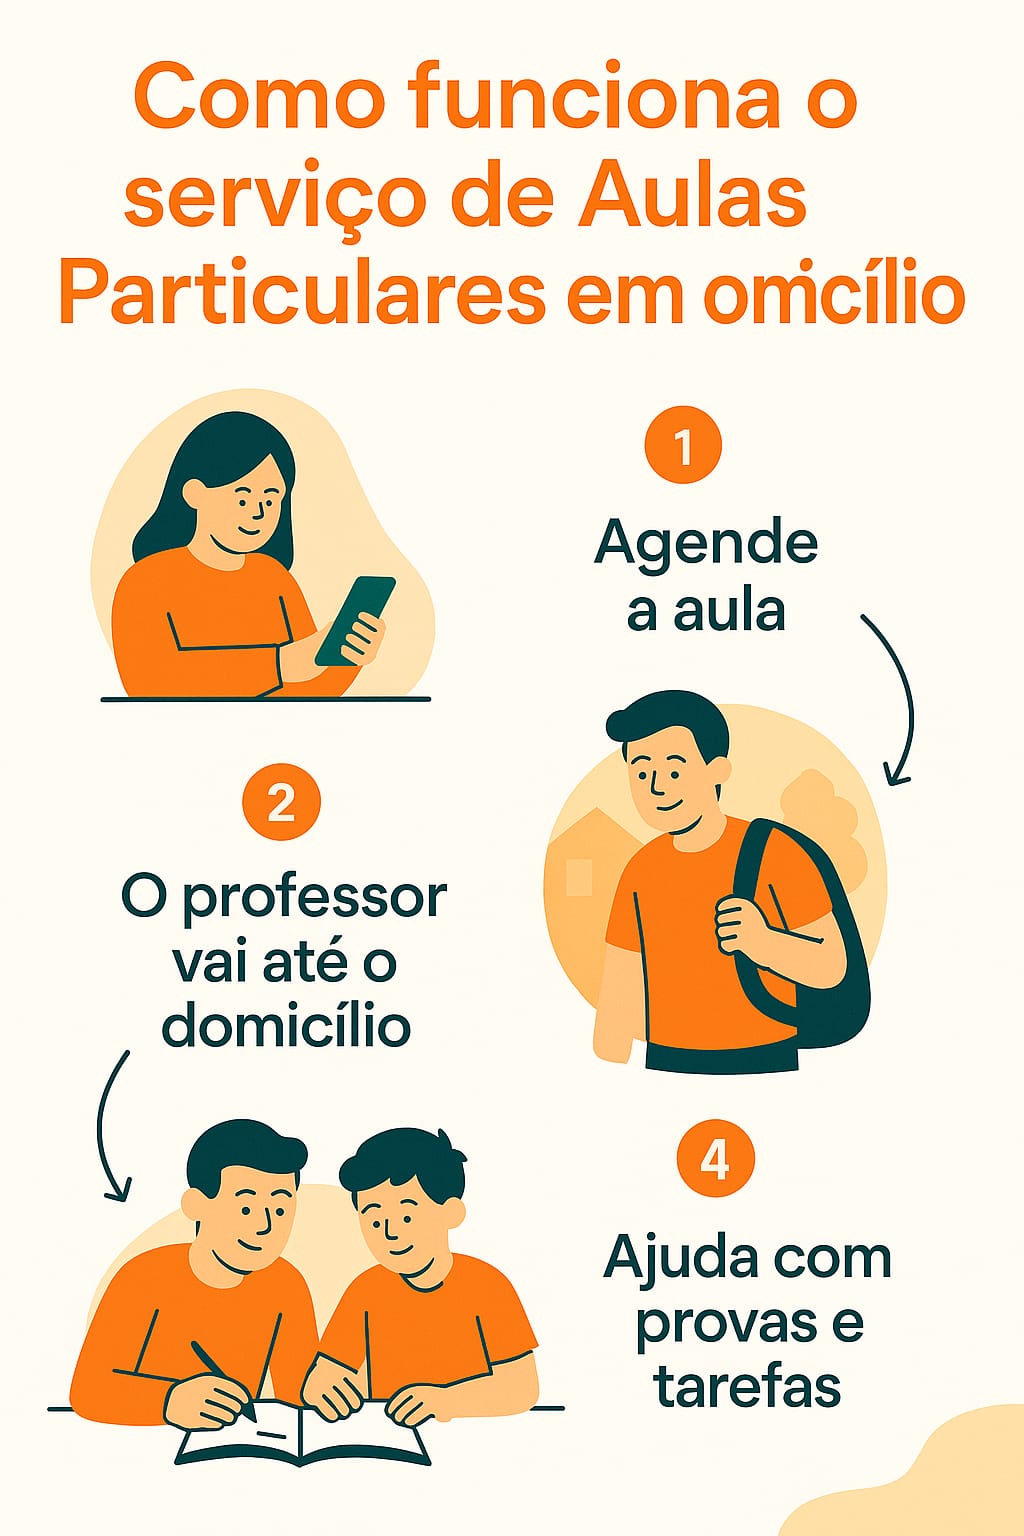 Como funciona o
serviço de Aulas
Particulares em omicílio
1
Agende
a aula
2
O professor
vai até o
domicílio
4
Ajuda com
provas e
tarefas